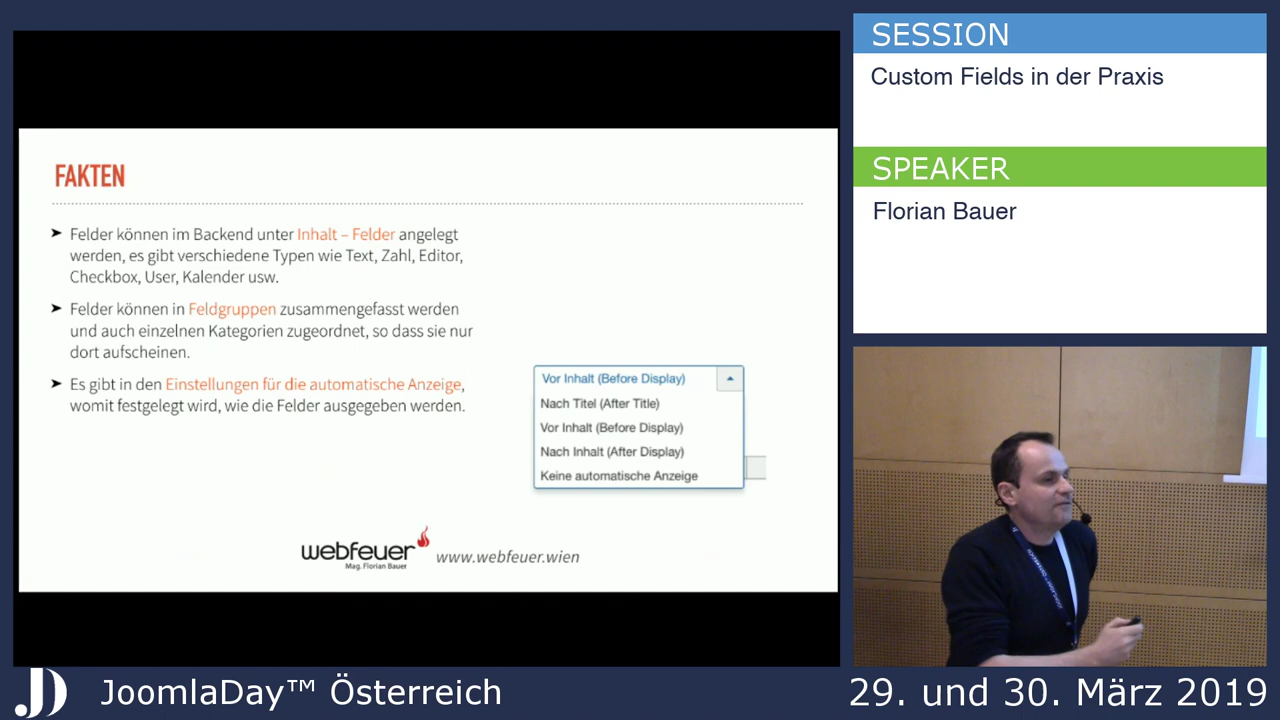 FAKTEN
➤ Felder können im Backend unter Inhalt – Felder angelegt
werden, es gibt verschiedene Typen wie Text, Zahl, Editor,
Checkbox, User, Kalender usw.
➤ Felder können in Feldgruppen zusammengefasst werden
und auch einzelnen Kategorien zugeordnet, so dass sie nur
dort aufscheinen.
➤ Es gibt in den Einstellungen für die automatische Anzeige,
womit festgelegt wird, wie die Felder ausgegeben werden.
Vor Inhalt (Before Display)
Nach Titel (After Title)
Vor Inhalt (Before Display)
Nach Inhalt (After Display)
Keine automatische Anzeige
webfeuer
Mag. Florian Bauer
www.webfeuer.wien
SESSION
Custom Fields in der Praxis
SPEAKER
Florian Bauer
JoomlaDay™ Österreich
29. und 30. März 2019